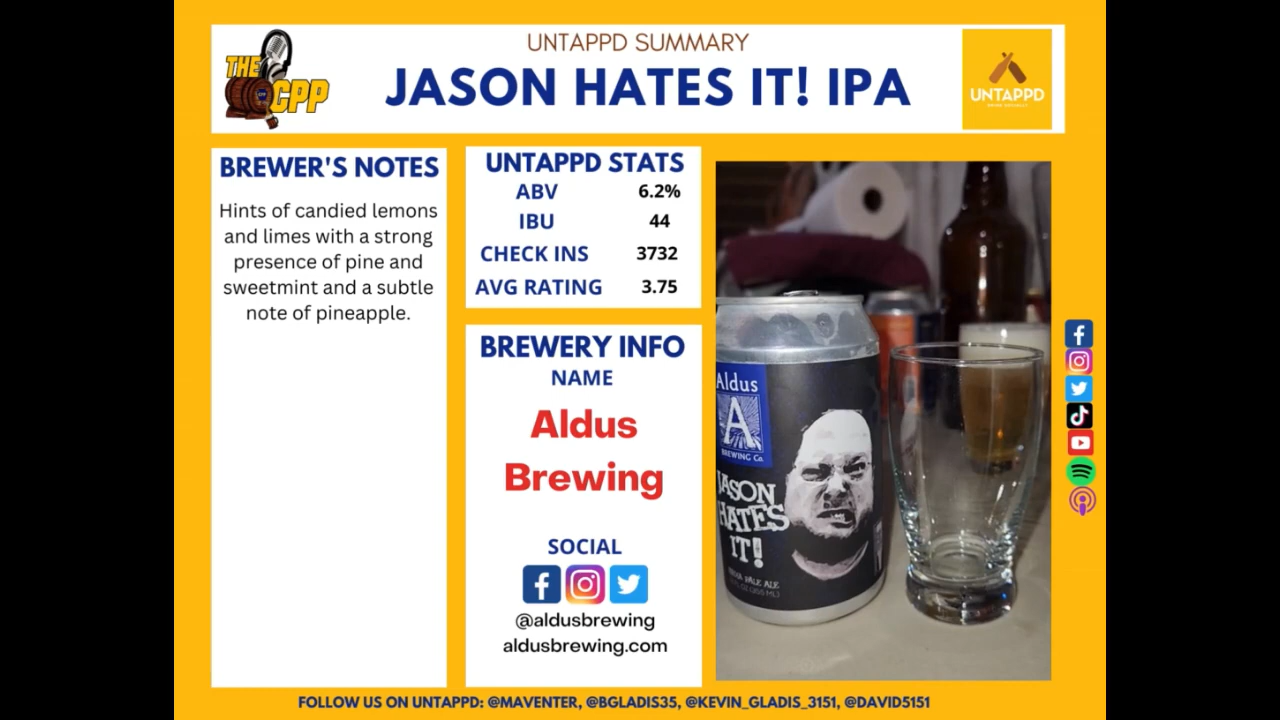 UNTAPPD SUMMARY
JASON HATES IT! IPA
THE
CPP
UNTAPPD
BREWER'S NOTES
Hints of candied lemons
and limes with a strong
presence of pine and
sweetmint and a subtle
note of pineapple.
UNTAPPD STATS
ABV 6.2%
IBU 44
CHECK INS 3732
AVG RATING 3.75
BREWERY INFO
NAME
Aldus
Brewing
SOCIAL
@aldusbrewing
aldusbrewing.com
Aldus
A
BREWING Co.
JASON
HATES
IT!
INDIA PALE ALE
FOLLOW US ON UNTAPPD: @MAVENTER, @BGLADIS35, @KEVIN_GLADIS_3151, @DAVID5151